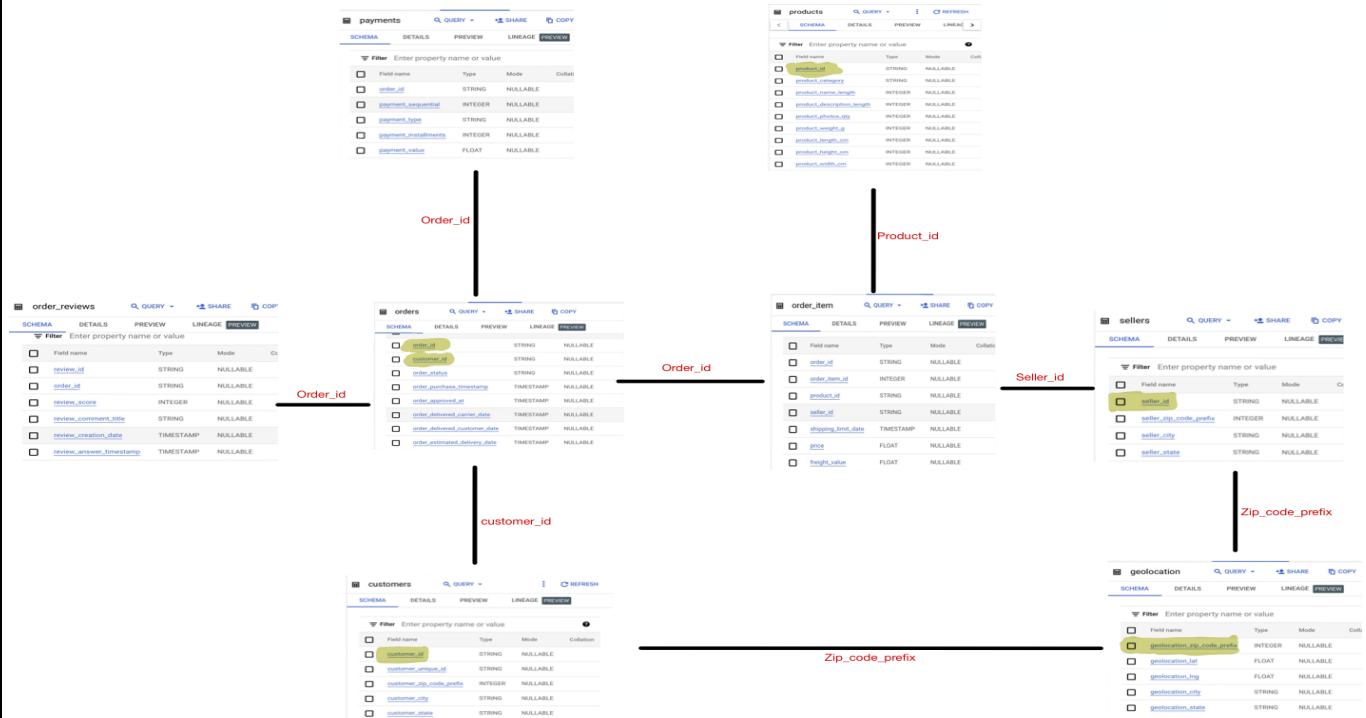 payments QUERY SHARE COPY
SCHEMA DETAILS PREVIEW LINEAGE PREVIEW
Filter Enter property name or value
Field name Type Mode Collati
order_id STRING NULLABLE
payment_sequential INTEGER NULLABLE
payment_type STRING NULLABLE
payment_installments INTEGER NULLABLE
payment_value FLOAT NULLABLE
products QUERY REFRESH
SCHEMA DETAILS PREVIEW LINEAG
Filter Enter property name or value
Field name Type Mode Coll
product_id STRING NULLABLE
product_category STRING NULLABLE
product_name_length INTEGER NULLABLE
product_description_length INTEGER NULLABLE
product_photos_qty INTEGER NULLABLE
product_weight_g INTEGER NULLABLE
product_length_cm INTEGER NULLABLE
product_height_cm INTEGER NULLABLE
product_width_cm INTEGER NULLABLE
Order_id
Product_id
order_reviews QUERY SHARE COP
SCHEMA DETAILS PREVIEW LINEAGE PREVIEW
Filter Enter property name or value
Field name Type Mode Co
review_id STRING NULLABLE
order_id STRING NULLABLE
review_score INTEGER NULLABLE
review_comment_title STRING NULLABLE
review_creation_date TIMESTAMP NULLABLE
review_answer_timestamp TIMESTAMP NULLABLE
Order_id
orders QUERY SHARE COPY
SCHEMA DETAILS PREVIEW LINEAGE PREVIEW
order_id STRING NULLABLE
customer_id STRING NULLABLE
order_status STRING NULLABLE
order_purchase_timestamp TIMESTAMP NULLABLE
order_approved_at TIMESTAMP NULLABLE
order_delivered_carrier_date TIMESTAMP NULLABLE
order_delivered_customer_date TIMESTAMP NULLABLE
order_estimated_delivery_date TIMESTAMP NULLABLE
Order_id
order_item QUERY SHARE COPY
SCHEMA DETAILS PREVIEW LINEAGE PREVIEW
Filter Enter property name or value
Field name Type Mode Collatio
order_id STRING NULLABLE
order_item_id INTEGER NULLABLE
product_id STRING NULLABLE
seller_id STRING NULLABLE
shipping_limit_date TIMESTAMP NULLABLE
price FLOAT NULLABLE
freight_value FLOAT NULLABLE
Seller_id
sellers QUERY SHARE COPY
SCHEMA DETAILS PREVIEW LINEAGE PREVIE
Filter Enter property name or value
Field name Type Mode Co
seller_id STRING NULLABLE
seller_zip_code_prefix INTEGER NULLABLE
seller_city STRING NULLABLE
seller_state STRING NULLABLE
customer_id
Zip_code_prefix
customers QUERY REFRESH
SCHEMA DETAILS PREVIEW LINEAGE PREVIEW
Filter Enter property name or value
Field name Type Mode Collation
customer_id STRING NULLABLE
customer_unique_id STRING NULLABLE
customer_zip_code_prefix INTEGER NULLABLE
customer_city STRING NULLABLE
customer_state STRING NULLABLE
Zip_code_prefix
geolocation QUERY SHARE COPY
SCHEMA DETAILS PREVIEW LINEAGE PREVIEW
Filter Enter property name or value
Field name Type Mode Coll
geolocation_zip_code_prefix INTEGER NULLABLE
geolocation_lat FLOAT NULLABLE
geolocation_lng FLOAT NULLABLE
geolocation_city STRING NULLABLE
geolocation_state STRING NULLABLE